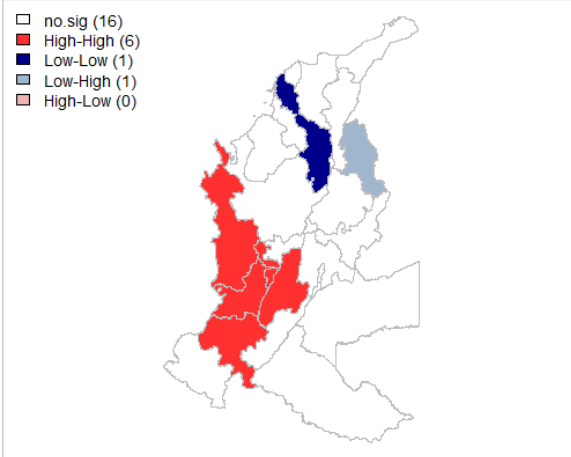 no.sig (16)
High-High (6)
Low-Low (1)
Low-High (1)
High-Low (0)